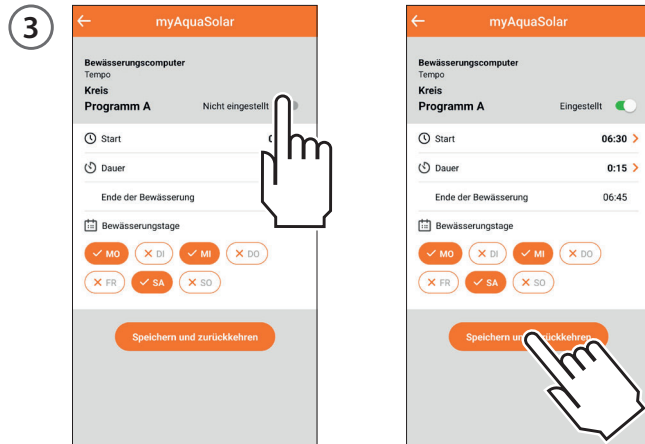 3
myAquaSolar
Bewässerungscomputer
Tempo
Kreis
Programm A Nicht eingestellt
Start
Dauer
Ende der Bewässerung
Bewässerungstage
MO DI MI DO
FR SA SO
Speichern und zurückkehren
myAquaSolar
Bewässerungscomputer
Tempo
Kreis
Programm A Eingestellt
Start 06:30
Dauer 0:15
Ende der Bewässerung 06:45
Bewässerungstage
MO DI MI DO
FR SA SO
Speichern